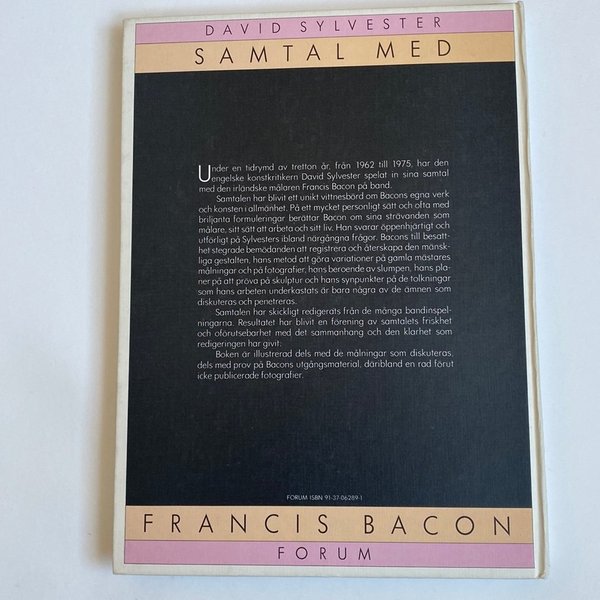 DAVID SYLVESTER
SAMTAL MED
Under en tidrymd av tretton år, från 1962 till 1975, har den
engelske konstkritikern David Sylvester spelat in sina samtal
med den irländske målaren Francis Bacon på band.
Samtalen har blivit ett unikt vittnesbörd om Bacons egna verk
och konsten i allmänhet. På ett mycket personligt sätt och ofta med
briljanta formuleringar berättar Bacon om sina strävanden som
målare, sitt sätt att arbeta och sitt liv. Han svarar öppenhjärtigt och
utförligt på Sylvesters ibland närgångna frågor. Bacons till besatt-
het stegrade bemödanden att registrera och återskapa den mänsk-
liga gestalten, hans metod att göra variationer på gamla mästares
målningar och på fotografier, hans beroende av slumpen, hans pla-
ner på att pröva på skulptur och hans synpunkter på de tolkningar
som hans arbeten underkastats är bara några av de ämnen som
diskuteras och penetreras.
Samtalen har skickligt redigerats från de många bandinspel-
ningarna. Resultatet har blivit en förening av samtalets friskhet
och oförutsebarhet med det sammanhang och den klarhet som
redigeringen har givit.
Boken är illustrerad dels med de målningar som diskuteras,
dels med prov på Bacons utgångsmaterial, däribland en rad förut
icke publicerade fotografier.
FORUM ISBN 91-37-06289-1
FRANCIS BACON
FORUM